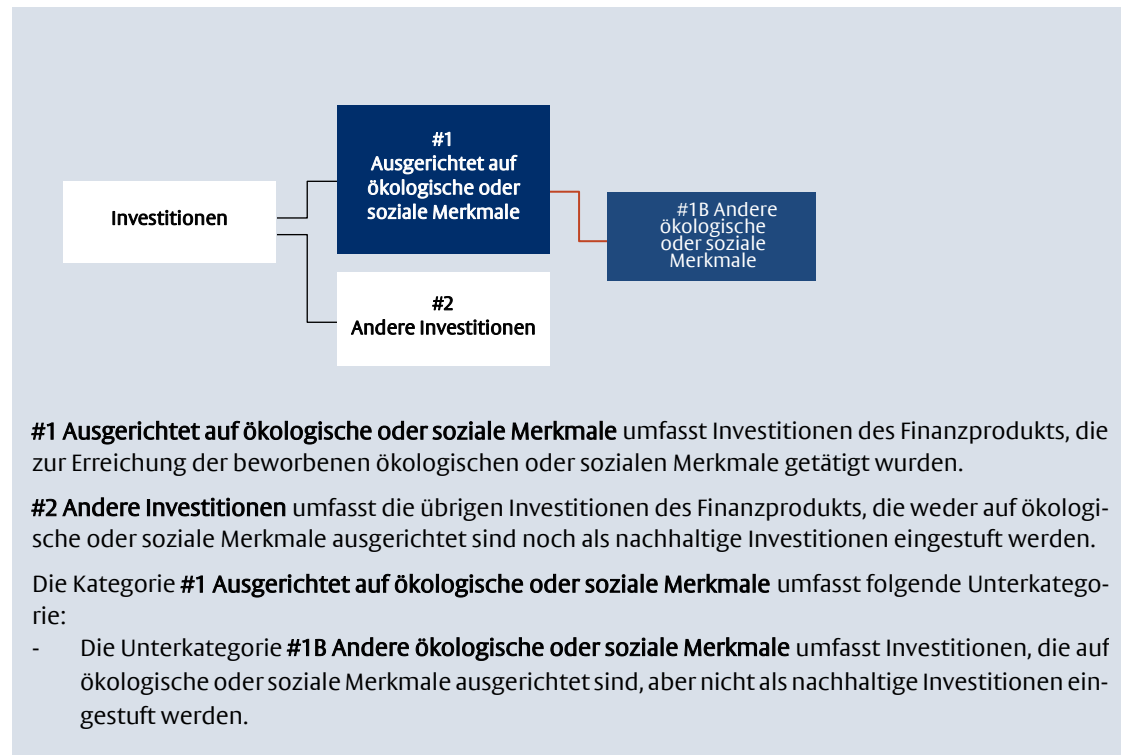 #1
Ausgerichtet auf
ökologische oder
soziale Merkmale
Investitionen
#1B Andere
ökologische
oder soziale
Merkmale
#2
Andere Investitionen
#1 Ausgerichtet auf ökologische oder soziale Merkmale umfasst Investitionen des Finanzprodukts, die
zur Erreichung der beworbenen ökologischen oder sozialen Merkmale getätigt wurden.
#2 Andere Investitionen umfasst die übrigen Investitionen des Finanzprodukts, die weder auf ökologi-
sche oder soziale Merkmale ausgerichtet sind noch als nachhaltige Investitionen eingestuft werden.
Die Kategorie #1 Ausgerichtet auf ökologische oder soziale Merkmale umfasst folgende Unterkatego-
rie:
- Die Unterkategorie #1B Andere ökologische oder soziale Merkmale umfasst Investitionen, die auf
ökologische oder soziale Merkmale ausgerichtet sind, aber nicht als nachhaltige Investitionen ein-
gestuft werden.